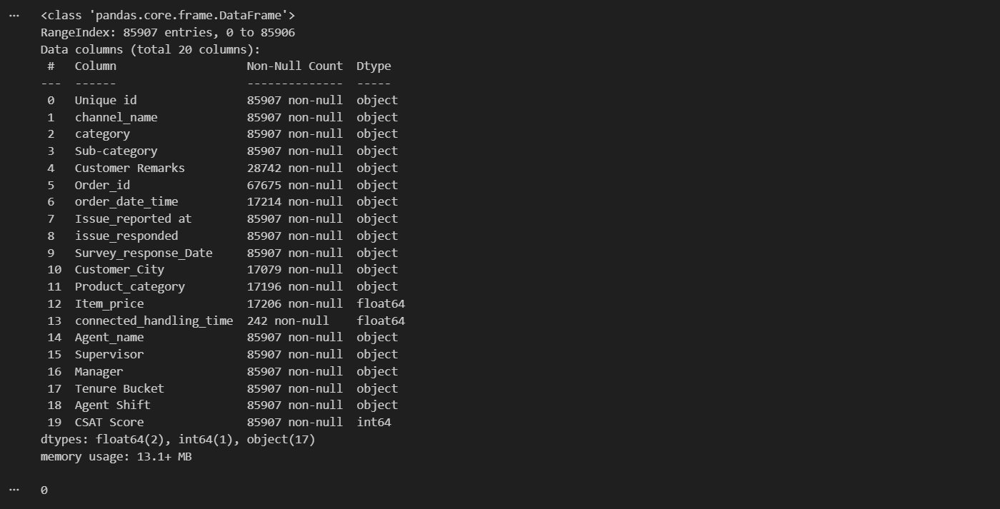 <class 'pandas.core.frame.DataFrame'>
RangeIndex: 85907 entries, 0 to 85906
Data columns (total 20 columns):
 #   Column                   Non-Null Count  Dtype
---  ------                   --------------  -----
 0   Unique id                85907 non-null  object
 1   channel_name             85907 non-null  object
 2   category                 85907 non-null  object
 3   Sub-category             85907 non-null  object
 4   Customer Remarks         28742 non-null  object
 5   Order_id                 67675 non-null  object
 6   order_date_time          17214 non-null  object
 7   Issue_reported at        85907 non-null  object
 8   issue_responded          85907 non-null  object
 9   Survey_response_Date     85907 non-null  object
 10  Customer_City            17079 non-null  object
 11  Product_category         17196 non-null  object
 12  Item_price               17206 non-null  float64
 13  connected_handling_time  242 non-null    float64
 14  Agent_name               85907 non-null  object
 15  Supervisor               85907 non-null  object
 16  Manager                  85907 non-null  object
 17  Tenure Bucket            85907 non-null  object
 18  Agent Shift              85907 non-null  object
 19  CSAT Score               85907 non-null  int64
dtypes: float64(2), int64(1), object(17)
memory usage: 13.1+ MB
0